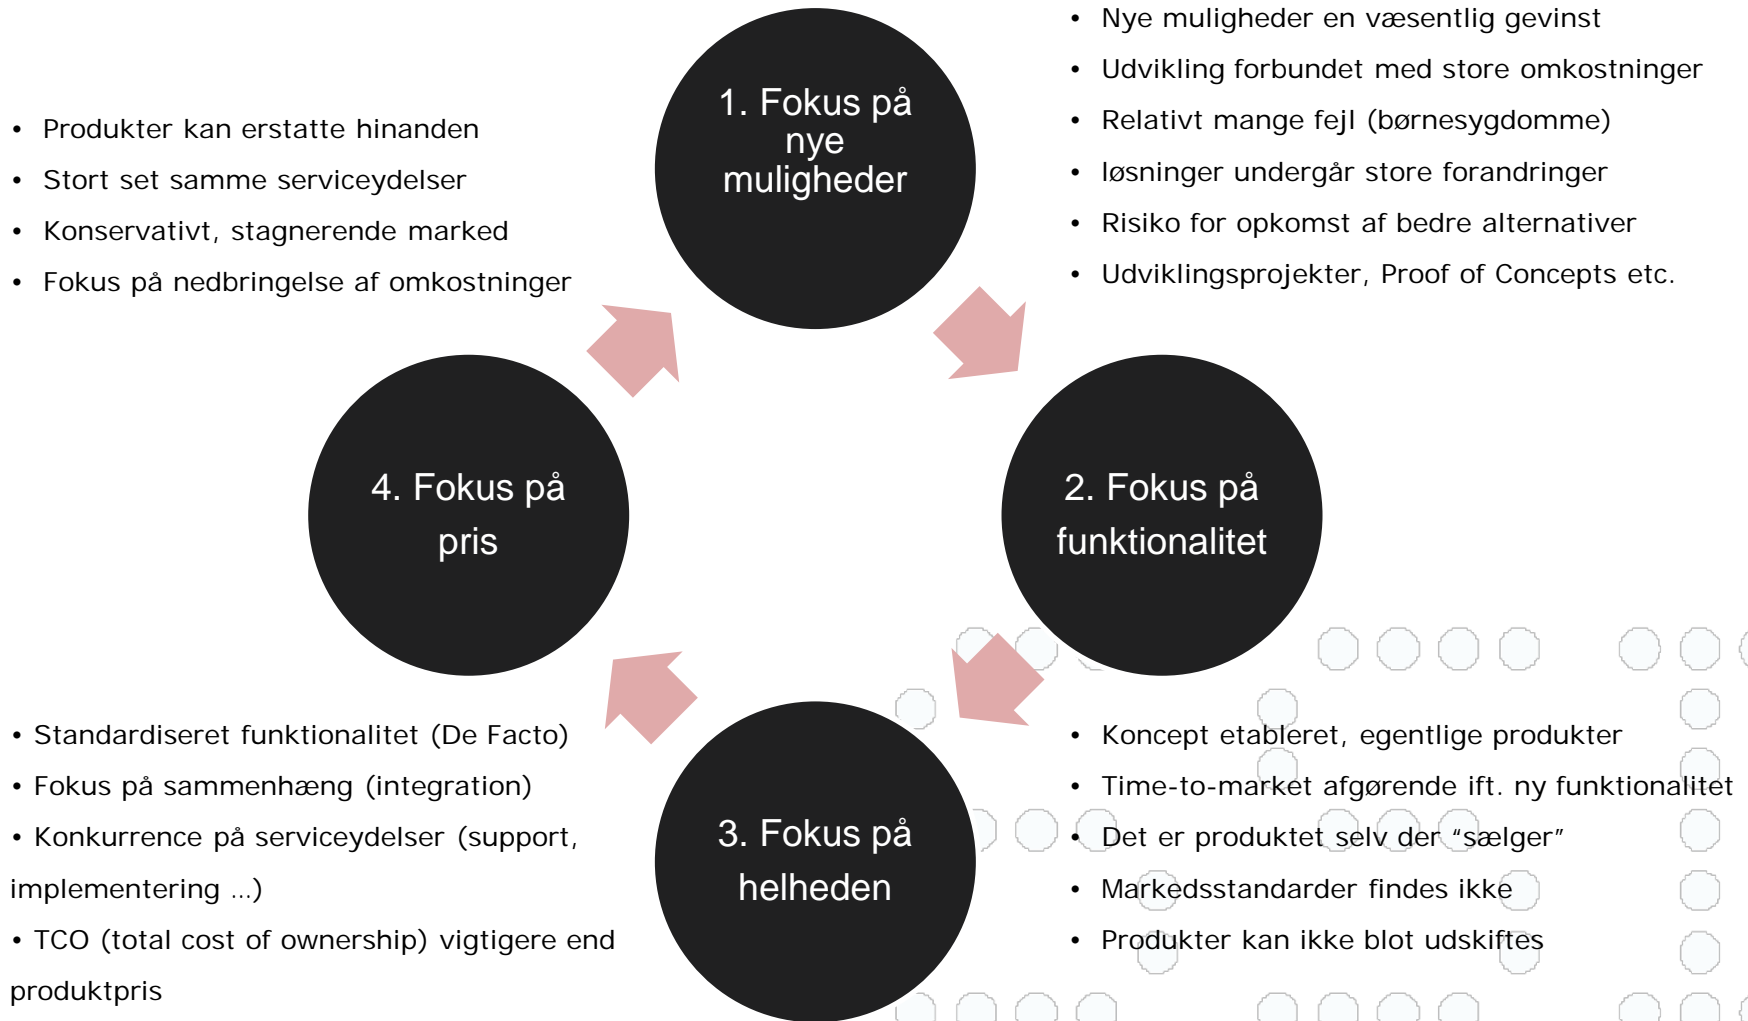 1. Fokus på
nye
muligheder
• Nye muligheder en væsentlig gevinst
• Udvikling forbundet med store omkostninger
• Relativt mange fejl (børnesygdomme)
• løsninger undergår store forandringer
• Risiko for opkomst af bedre alternativer
• Udviklingsprojekter, Proof of Concepts etc.
2. Fokus på
funktionalitet
• Koncept etableret, egentlige produkter
• Time-to-market afgørende ift. ny funktionalitet
• Det er produktet selv der “sælger”
• Markedsstandarder findes ikke
• Produkter kan ikke blot udskiftes
3. Fokus på
helheden
• Standardiseret funktionalitet (De Facto)
• Fokus på sammenhæng (integration)
• Konkurrence på serviceydelser (support,
implementering …)
• TCO (total cost of ownership) vigtigere end
produktpris
4. Fokus på
pris
• Produkter kan erstatte hinanden
• Stort set samme serviceydelser
• Konservativt, stagnerende marked
• Fokus på nedbringelse af omkostninger